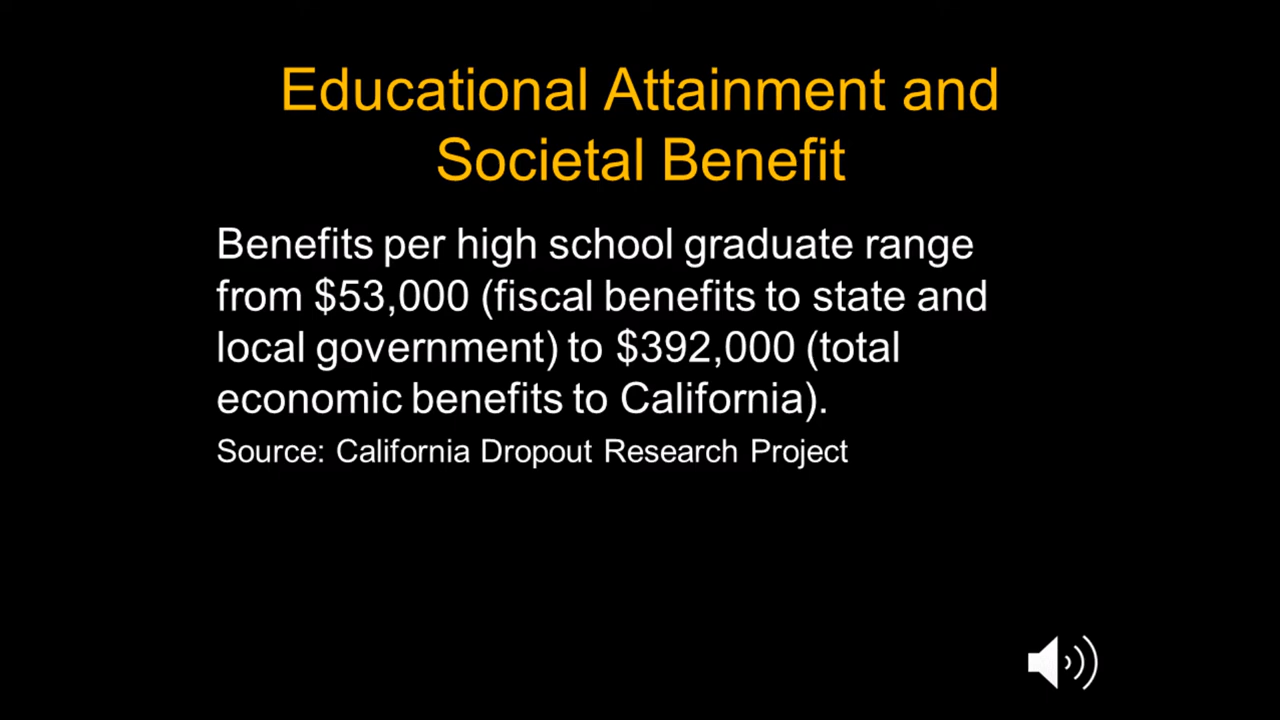 Educational Attainment and
Societal Benefit
Benefits per high school graduate range
from $53,000 (fiscal benefits to state and
local government) to $392,000 (total
economic benefits to California).
Source: California Dropout Research Project